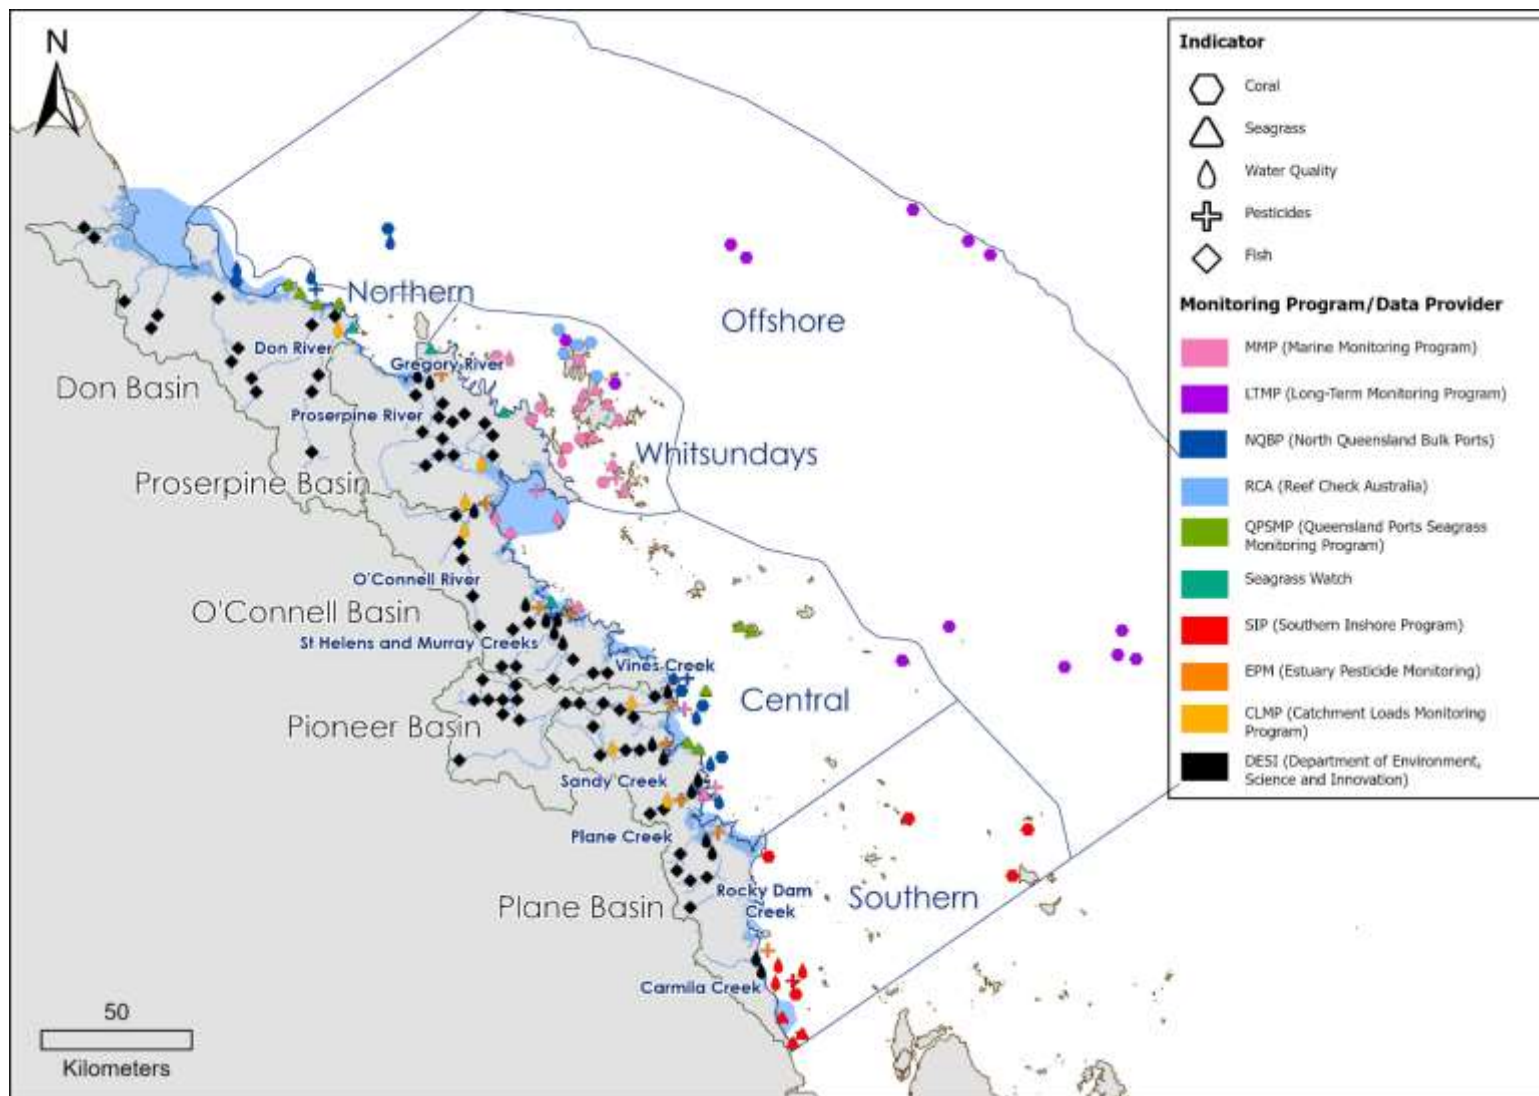 N
Northern
Offshore
Don River
Gregory River
Don Basin
Proserpine River
Whitsundays
Proserpine Basin
O'Connell River
O'Connell Basin
St Helens and Murray Creeks
Vines Creek
Central
Pioneer Basin
Sandy Creek
Plane Creek
Rocky Dam
Creek
Southern
Plane Basin
Carmila Creek
50
Kilometers
Indicator
Coral
Seagrass
Water Quality
Pesticides
Fish
Monitoring Program/Data Provider
MMP (Marine Monitoring Program)
LTMP (Long-Term Monitoring Program)
NQBP (North Queensland Bulk Ports)
RCA (Reef Check Australia)
QPSMP (Queensland Ports Seagrass
Monitoring Program)
Seagrass Watch
SIP (Southern Inshore Program)
EPM (Estuary Pesticide Monitoring)
CLMP (Catchment Loads Monitoring
Program)
DESI (Department of Environment,
Science and Innovation)